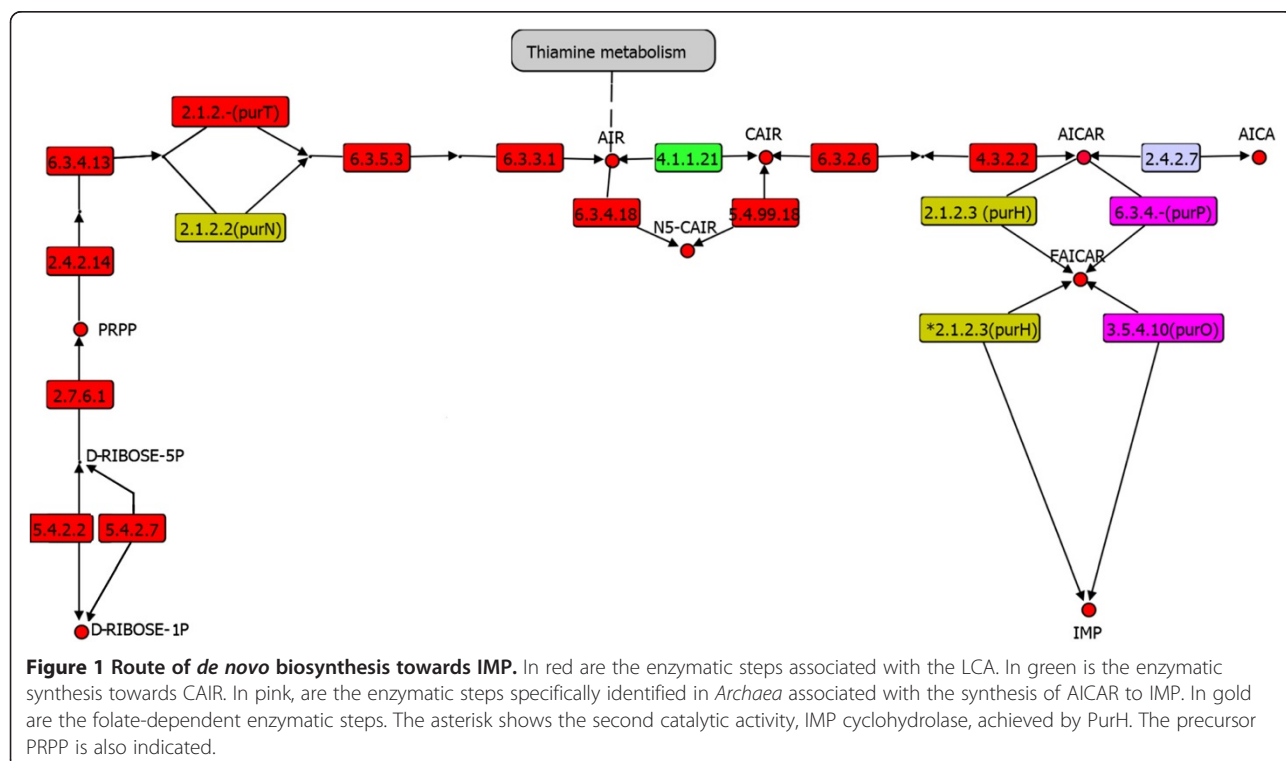 Thiamine metabolism
2.1.2.-(purT)
AIR
CAIR
AICAR
AICA
6.3.4.13
6.3.5.3
6.3.3.1
4.1.1.21
6.3.2.6
4.3.2.2
2.4.2.7
2.1.2.2(purN)
6.3.4.18
N5-CAIR
5.4.99.18
2.1.2.3 (purH)
6.3.4.-(purP)
2.4.2.14
FAICAR
PRPP
*2.1.2.3(purH)
3.5.4.10(purO)
2.7.6.1
D-RIBOSE-5P
5.4.2.2
5.4.2.7
D-RIBOSE-1P
IMP
Figure 1 Route of de novo biosynthesis towards IMP. In red are the enzymatic steps associated with the LCA. In green is the enzymatic
synthesis towards CAIR. In pink, are the enzymatic steps specifically identified in Archaea associated with the synthesis of AICAR to IMP. In gold
are the folate-dependent enzymatic steps. The asterisk shows the second catalytic activity, IMP cyclohydrolase, achieved by PurH. The precursor
PRPP is also indicated.